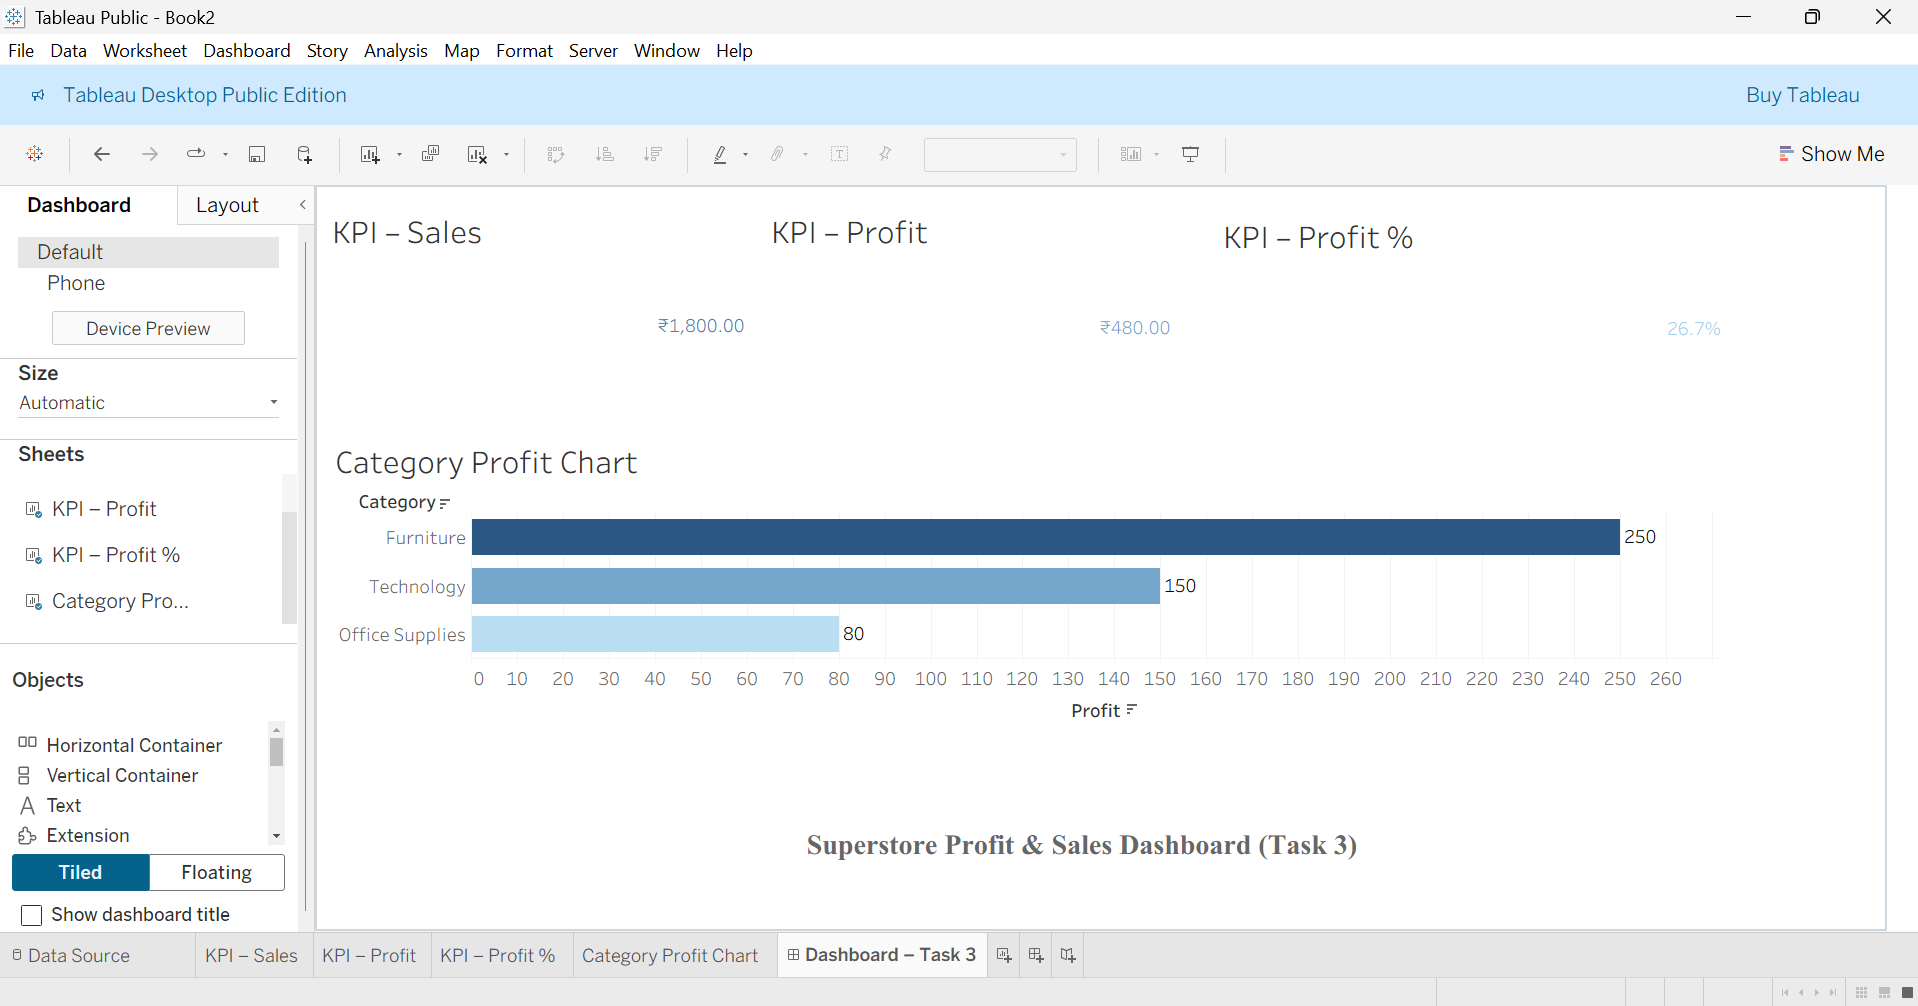 Tableau Public - Book2
File Data Worksheet Dashboard Story Analysis Map Format Server Window Help
Tableau Desktop Public Edition Buy Tableau
Show Me
Dashboard Layout
Default
Phone
Device Preview
Size
Automatic
Sheets
KPI – Profit
KPI – Profit %
Category Pro...
Objects
Horizontal Container
Vertical Container
Text
Extension
Tiled Floating
Show dashboard title
KPI – Sales KPI – Profit KPI – Profit %
₹1,800.00 ₹480.00 26.7%
Category Profit Chart
Category
Furniture 250
Technology 150
Office Supplies 80
0 10 20 30 40 50 60 70 80 90 100 110 120 130 140 150 160 170 180 190 200 210 220 230 240 250 260
Profit
Superstore Profit & Sales Dashboard (Task 3)
Data Source KPI – Sales KPI – Profit KPI – Profit % Category Profit Chart Dashboard – Task 3